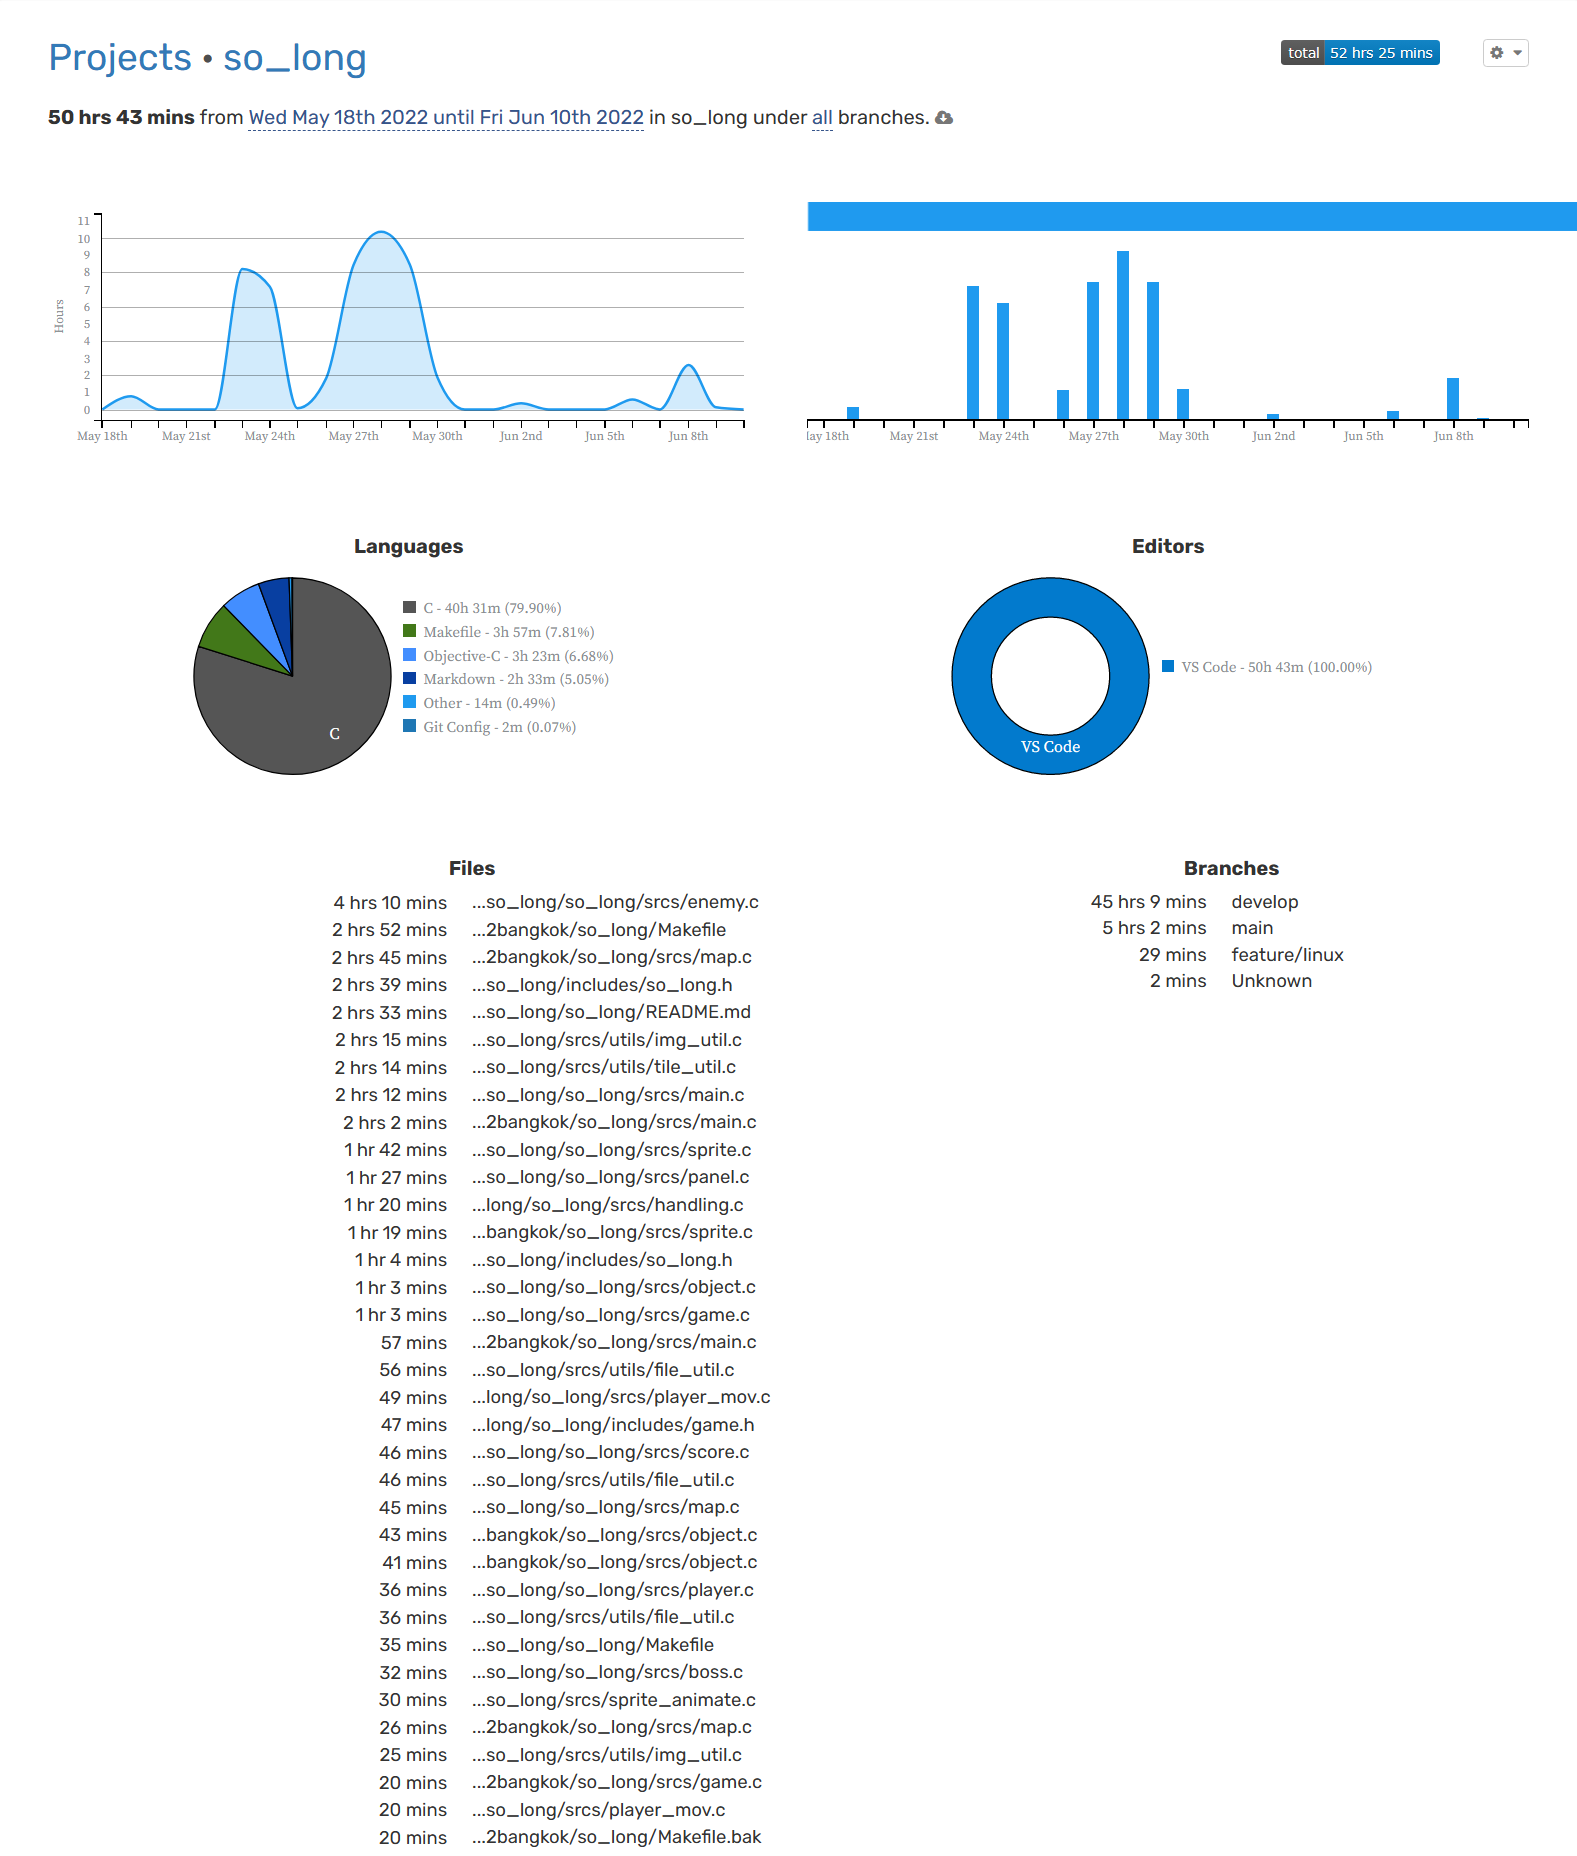 Projects • so_long
total 52 hrs 25 mins
50 hrs 43 mins from Wed May 18th 2022 until Fri Jun 10th 2022 in so_long under all branches.
Hours
11
10
9
8
7
6
5
4
3
2
1
0
May 18th May 21st May 24th May 27th May 30th Jun 2nd Jun 5th Jun 8th
lay 18th May 21st May 24th May 27th May 30th Jun 2nd Jun 5th Jun 8th
Languages
C
C - 40h 31m (79.90%)
Makefile - 3h 57m (7.81%)
Objective-C - 3h 23m (6.68%)
Markdown - 2h 33m (5.05%)
Other - 14m (0.49%)
Git Config - 2m (0.07%)
Editors
VS Code
VS Code - 50h 43m (100.00%)
Files
4 hrs 10 mins ...so_long/so_long/srcs/enemy.c
2 hrs 52 mins ...2bangkok/so_long/Makefile
2 hrs 45 mins ...2bangkok/so_long/srcs/map.c
2 hrs 39 mins ...so_long/includes/so_long.h
2 hrs 33 mins ...so_long/so_long/README.md
2 hrs 15 mins ...so_long/srcs/utils/img_util.c
2 hrs 14 mins ...so_long/srcs/utils/tile_util.c
2 hrs 12 mins ...so_long/so_long/srcs/main.c
2 hrs 2 mins ...2bangkok/so_long/srcs/main.c
1 hr 42 mins ...so_long/so_long/srcs/sprite.c
1 hr 27 mins ...so_long/so_long/srcs/panel.c
1 hr 20 mins ...long/so_long/srcs/handling.c
1 hr 19 mins ...bangkok/so_long/srcs/sprite.c
1 hr 4 mins ...so_long/includes/so_long.h
1 hr 3 mins ...so_long/so_long/srcs/object.c
1 hr 3 mins ...so_long/so_long/srcs/game.c
57 mins ...2bangkok/so_long/srcs/main.c
56 mins ...so_long/srcs/utils/file_util.c
49 mins ...long/so_long/srcs/player_mov.c
47 mins ...long/so_long/includes/game.h
46 mins ...so_long/so_long/srcs/score.c
46 mins ...so_long/srcs/utils/file_util.c
45 mins ...so_long/so_long/srcs/map.c
43 mins ...bangkok/so_long/srcs/object.c
41 mins ...bangkok/so_long/srcs/object.c
36 mins ...so_long/so_long/srcs/player.c
36 mins ...so_long/srcs/utils/file_util.c
35 mins ...so_long/so_long/Makefile
32 mins ...so_long/so_long/srcs/boss.c
30 mins ...so_long/srcs/sprite_animate.c
26 mins ...2bangkok/so_long/srcs/map.c
25 mins ...so_long/srcs/utils/img_util.c
20 mins ...2bangkok/so_long/srcs/game.c
20 mins ...so_long/srcs/player_mov.c
20 mins ...2bangkok/so_long/Makefile.bak
Branches
45 hrs 9 mins develop
5 hrs 2 mins main
29 mins feature/linux
2 mins Unknown